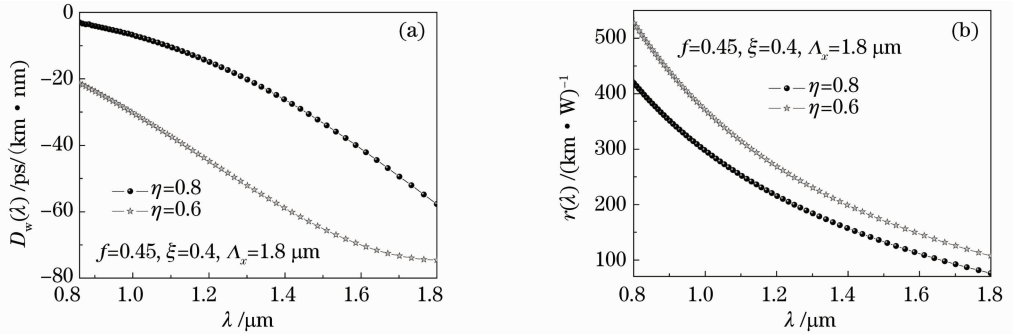 (a)
0
−20
−40
−60
−80
D_w(λ) /ps/(km • nm)
η=0.8
η=0.6
f=0.45, ξ=0.4, Λ_x=1.8 μm
0.8 1.0 1.2 1.4 1.6 1.8
λ /μm
(b)
500
400
300
200
100
r(λ) /(km • W)⁻¹
f=0.45, ξ=0.4, Λ_x=1.8 μm
η=0.8
η=0.6
0.8 1.0 1.2 1.4 1.6 1.8
λ /μm